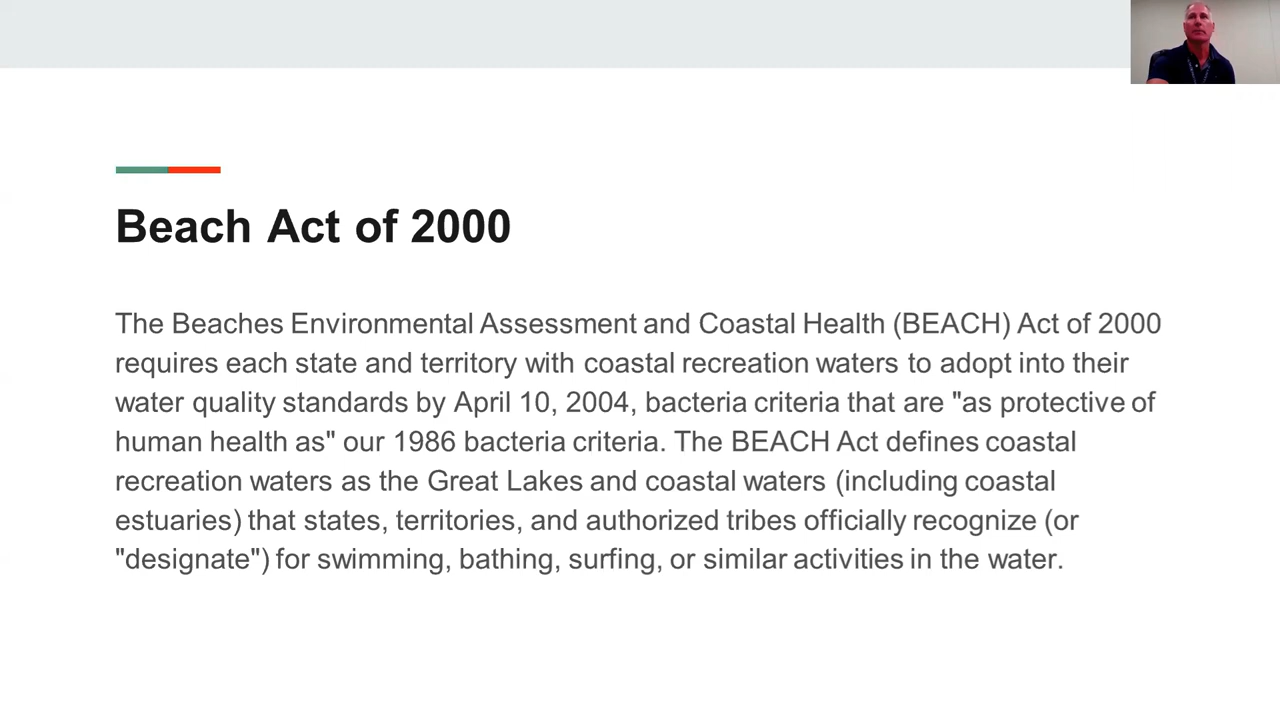 Beach Act of 2000
The Beaches Environmental Assessment and Coastal Health (BEACH) Act of 2000
requires each state and territory with coastal recreation waters to adopt into their
water quality standards by April 10, 2004, bacteria criteria that are "as protective of
human health as" our 1986 bacteria criteria. The BEACH Act defines coastal
recreation waters as the Great Lakes and coastal waters (including coastal
estuaries) that states, territories, and authorized tribes officially recognize (or
"designate") for swimming, bathing, surfing, or similar activities in the water.